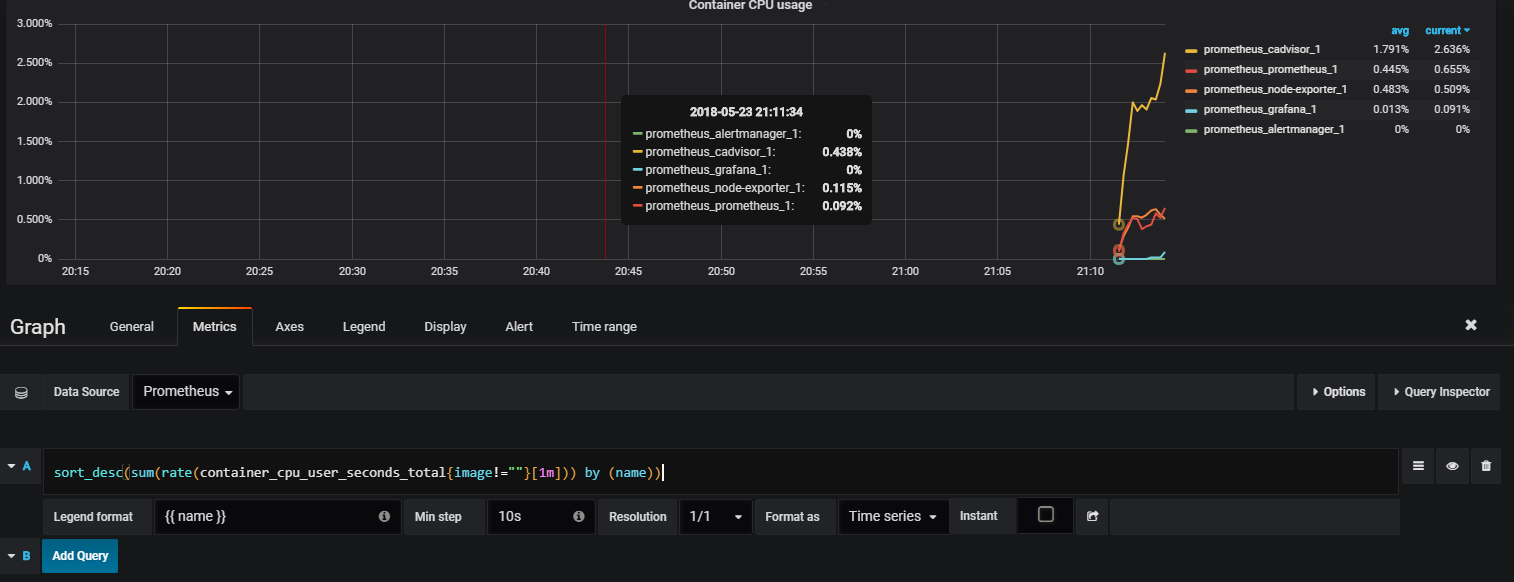 Container CPU usage
3.000%
2.500%
2.000%
1.500%
1.000%
0.500%
0%
20:15 20:20 20:25 20:30 20:35 20:40 20:45 20:50 20:55 21:00 21:05 21:10
2018-05-23 21:11:34
prometheus_alertmanager_1: 0%
prometheus_cadvisor_1: 0.438%
prometheus_grafana_1: 0%
prometheus_node-exporter_1: 0.115%
prometheus_prometheus_1: 0.092%
avg current
prometheus_cadvisor_1 1.791% 2.636%
prometheus_prometheus_1 0.445% 0.655%
prometheus_node-exporter_1 0.483% 0.509%
prometheus_grafana_1 0.013% 0.091%
prometheus_alertmanager_1 0% 0%
Graph General Metrics Axes Legend Display Alert Time range
Data Source Prometheus Options Query Inspector
A sort_desc(sum(rate(container_cpu_user_seconds_total{image!=""}[1m])) by (name))
Legend format {{ name }} Min step 10s Resolution 1/1 Format as Time series Instant
B Add Query